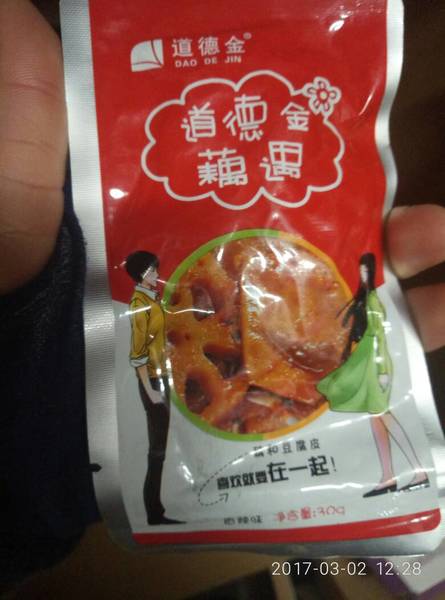 道德金®
DAO DE JIN
道德金
藕遇
藕和豆腐皮
喜欢就要在一起!
香辣味 净含量:30g
2017-03-02 12:28